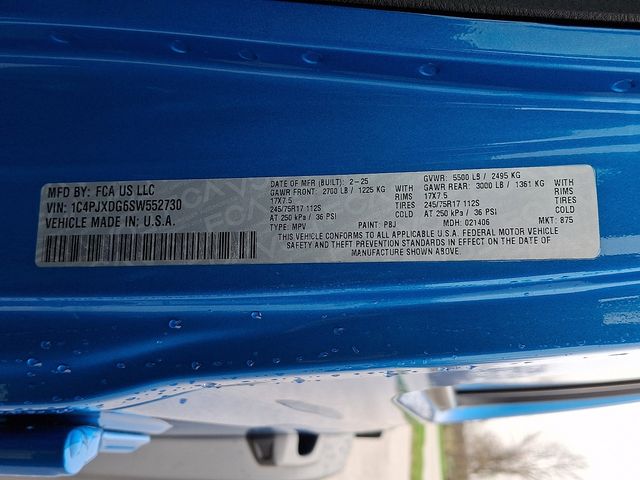 MFD BY: FCA US LLC
VIN: 1C4PJXDG6SW552730
VEHICLE MADE IN: U.S.A.
DATE OF MFR (BUILT): 2-25
GAWR FRONT: 2700 LB / 1225 KG WITH
17X7.5 RIMS
245/75R17 112S TIRES
AT 250 kPa / 36 PSI COLD
TYPE: MPV PAINT: PBJ
GVWR: 5500 LB / 2495 KG
GAWR REAR: 3000 LB / 1361 KG WITH
17X7.5 RIMS
245/75R17 112S TIRES
AT 250 kPa / 36 PSI COLD
MDH: 021406 MKT: 875
THIS VEHICLE CONFORMS TO ALL APPLICABLE U.S.A. FEDERAL MOTOR VEHICLE
SAFETY AND THEFT PREVENTION STANDARDS IN EFFECT ON THE DATE OF
MANUFACTURE SHOWN ABOVE.